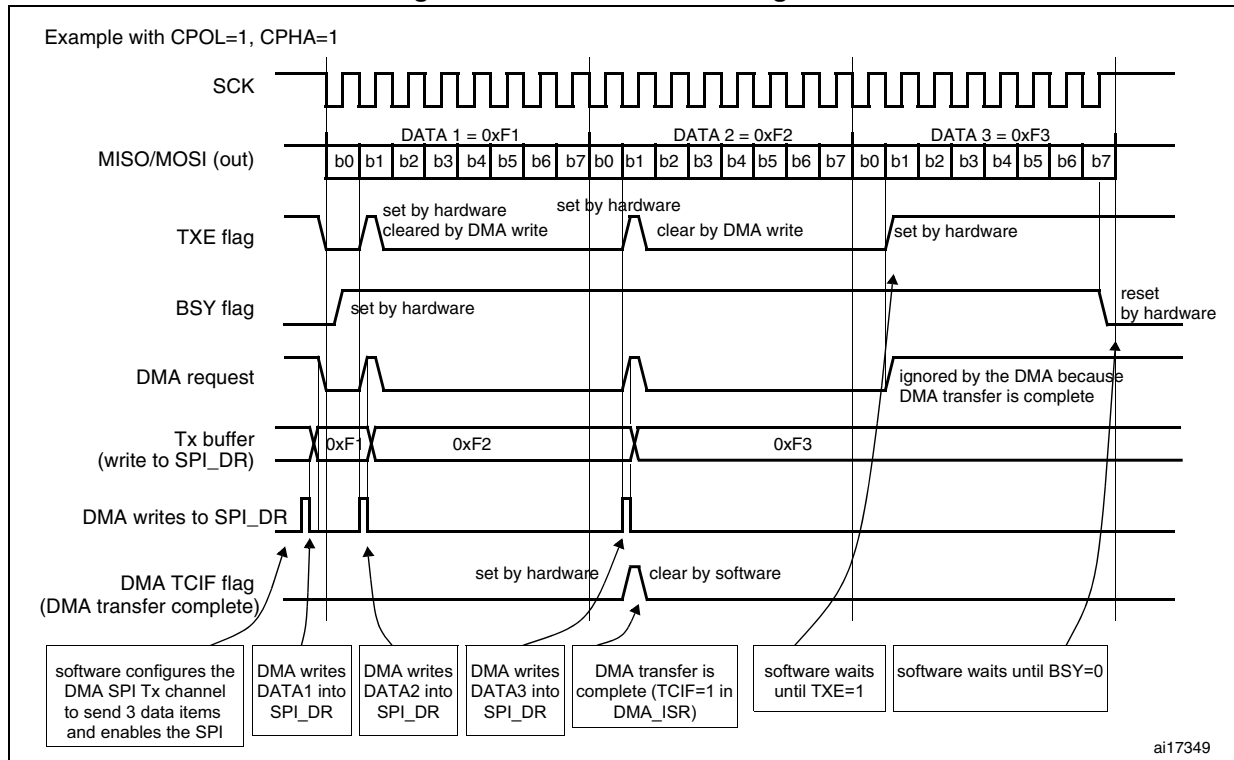 Example with CPOL=1, CPHA=1
SCK
DATA 1 = 0xF1
DATA 2 = 0xF2
DATA 3 = 0xF3
MISO/MOSI (out)
b0 b1 b2 b3 b4 b5 b6 b7 b0 b1 b2 b3 b4 b5 b6 b7 b0 b1 b2 b3 b4 b5 b6 b7
TXE flag
set by hardware
cleared by DMA write
set by hardware
clear by DMA write
set by hardware
BSY flag
set by hardware
reset
by hardware
DMA request
ignored by the DMA because
DMA transfer is complete
Tx buffer
(write to SPI_DR)
0xF1
0xF2
0xF3
DMA writes to SPI_DR
DMA TCIF flag
(DMA transfer complete)
set by hardware
clear by software
software configures the
DMA SPI Tx channel
to send 3 data items
and enables the SPI
DMA writes
DATA1 into
SPI_DR
DMA writes
DATA2 into
SPI_DR
DMA writes
DATA3 into
SPI_DR
DMA transfer is
complete (TCIF=1 in
DMA_ISR)
software waits
until TXE=1
software waits until BSY=0
ai17349